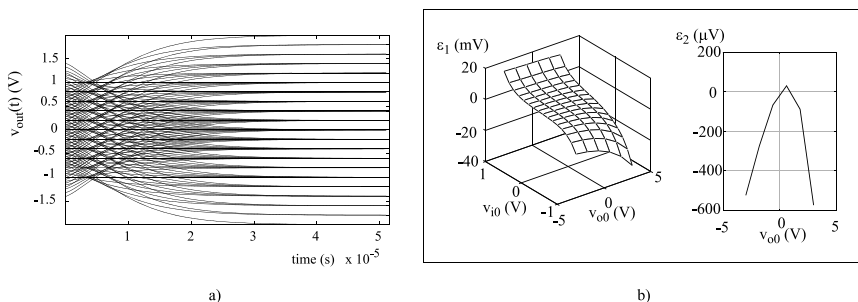 v_out(t) (V)
1.5
1
0.5
0
-0.5
-1
-1.5
1 2 3 4 5
time (s) x 10^-5
a)
ε1 (mV)
20
0
-20
-40
1
0
-1
v_i0 (V)
-5
0
5
v_o0 (V)
ε2 (μV)
200
0
-200
-400
-600
-5 0 5
v_o0 (V)
b)